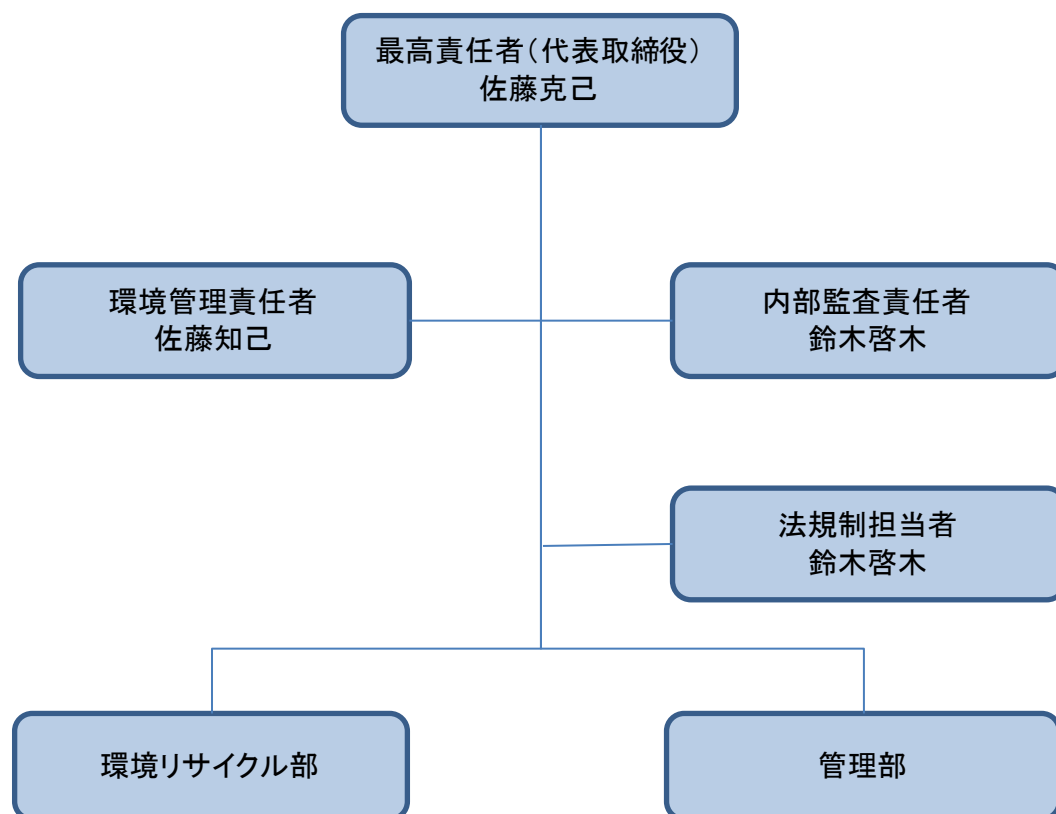 最高責任者（代表取締役）
佐藤克己
環境管理責任者
佐藤知己
内部監査責任者
鈴木啓木
法規制担当者
鈴木啓木
環境リサイクル部
管理部